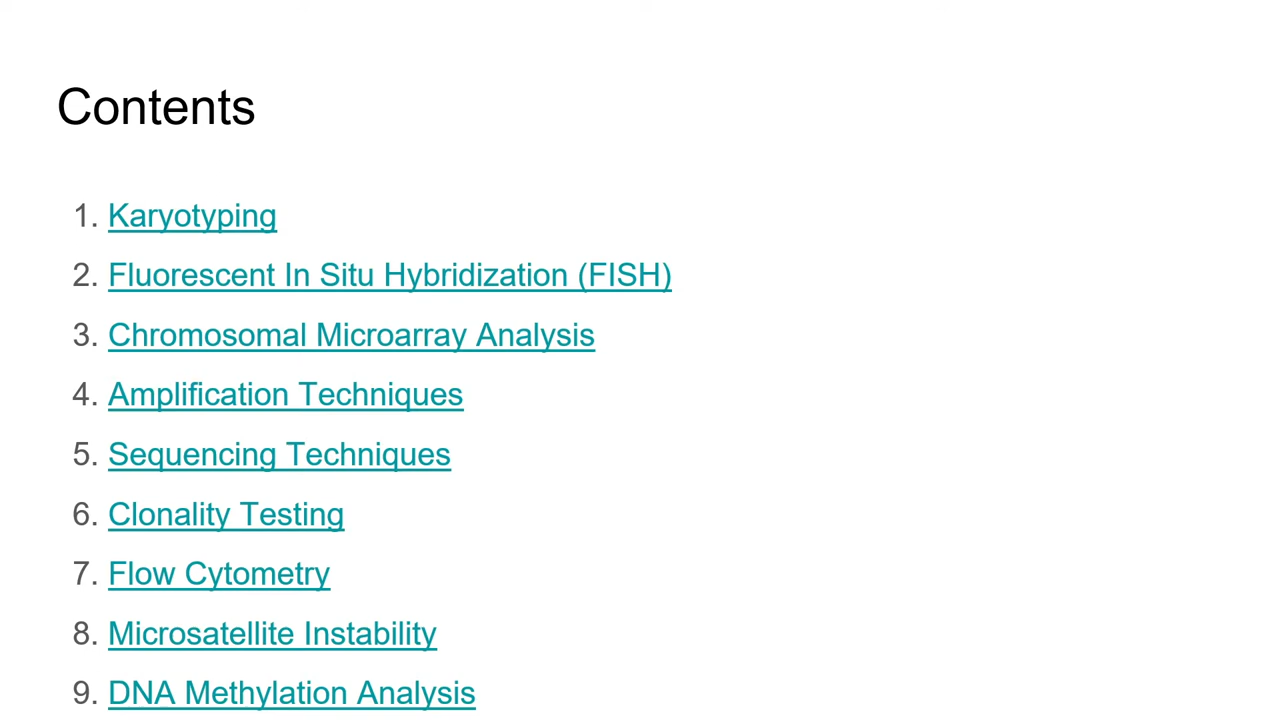 Contents
1. Karyotyping
2. Fluorescent In Situ Hybridization (FISH)
3. Chromosomal Microarray Analysis
4. Amplification Techniques
5. Sequencing Techniques
6. Clonality Testing
7. Flow Cytometry
8. Microsatellite Instability
9. DNA Methylation Analysis